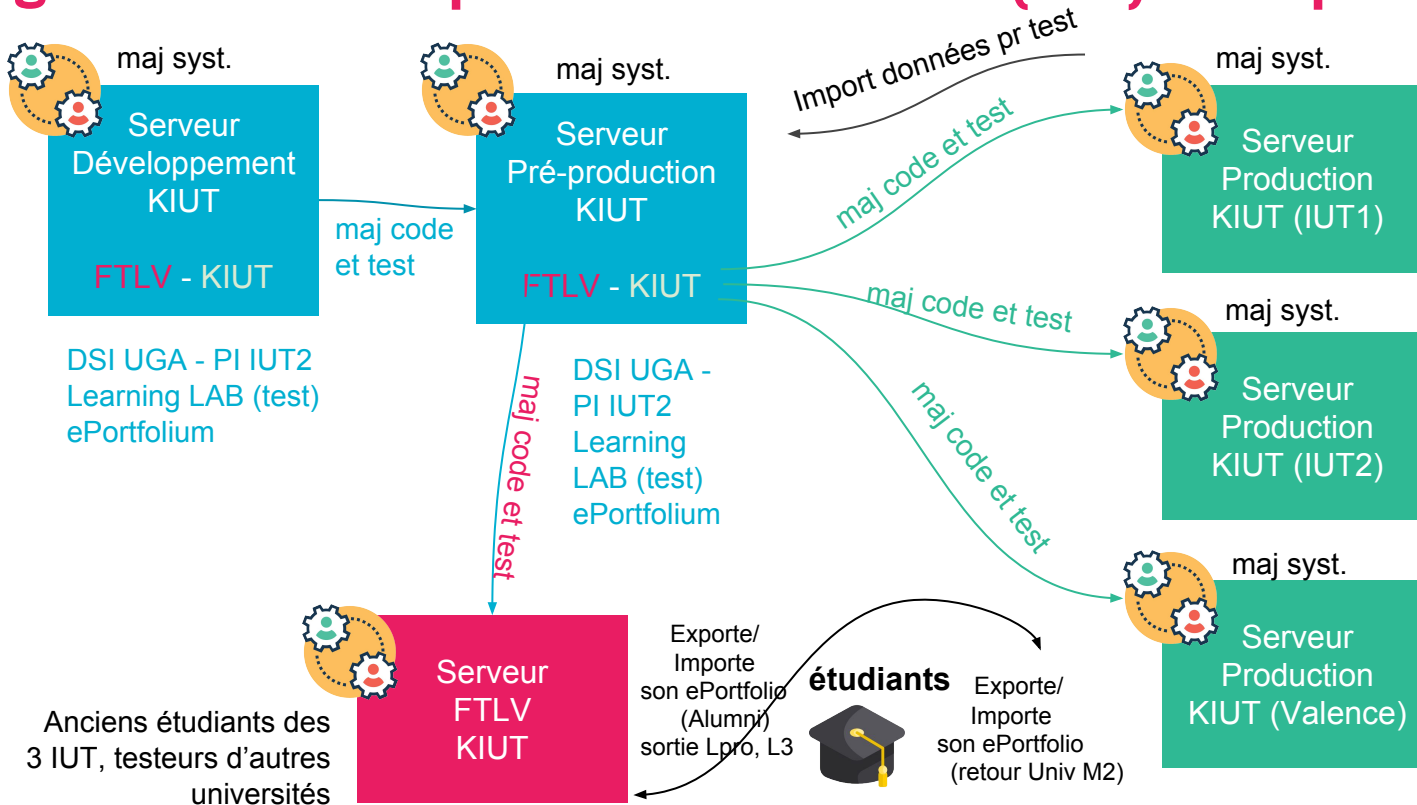 maj syst.
Serveur
Développement
KIUT
FTLV - KIUT
DSI UGA - PI IUT2
Learning LAB (test)
ePortfolium
maj code
et test
maj syst.
Serveur
Pré-production
KIUT
FTLV - KIUT
DSI UGA -
PI IUT2
Learning
LAB (test)
ePortfolium
maj code et test
Import données pr test
maj code et test
maj code et test
maj code et test
maj syst.
Serveur
Production
KIUT (IUT1)
maj syst.
Serveur
Production
KIUT (IUT2)
maj syst.
Serveur
Production
KIUT (Valence)
Serveur
FTLV
KIUT
Anciens étudiants des
3 IUT, testeurs d’autres
universités
Exporte/
Importe
son ePortfolio
(Alumni)
sortie Lpro, L3
étudiants
Exporte/
Importe
son ePortfolio
(retour Univ M2)